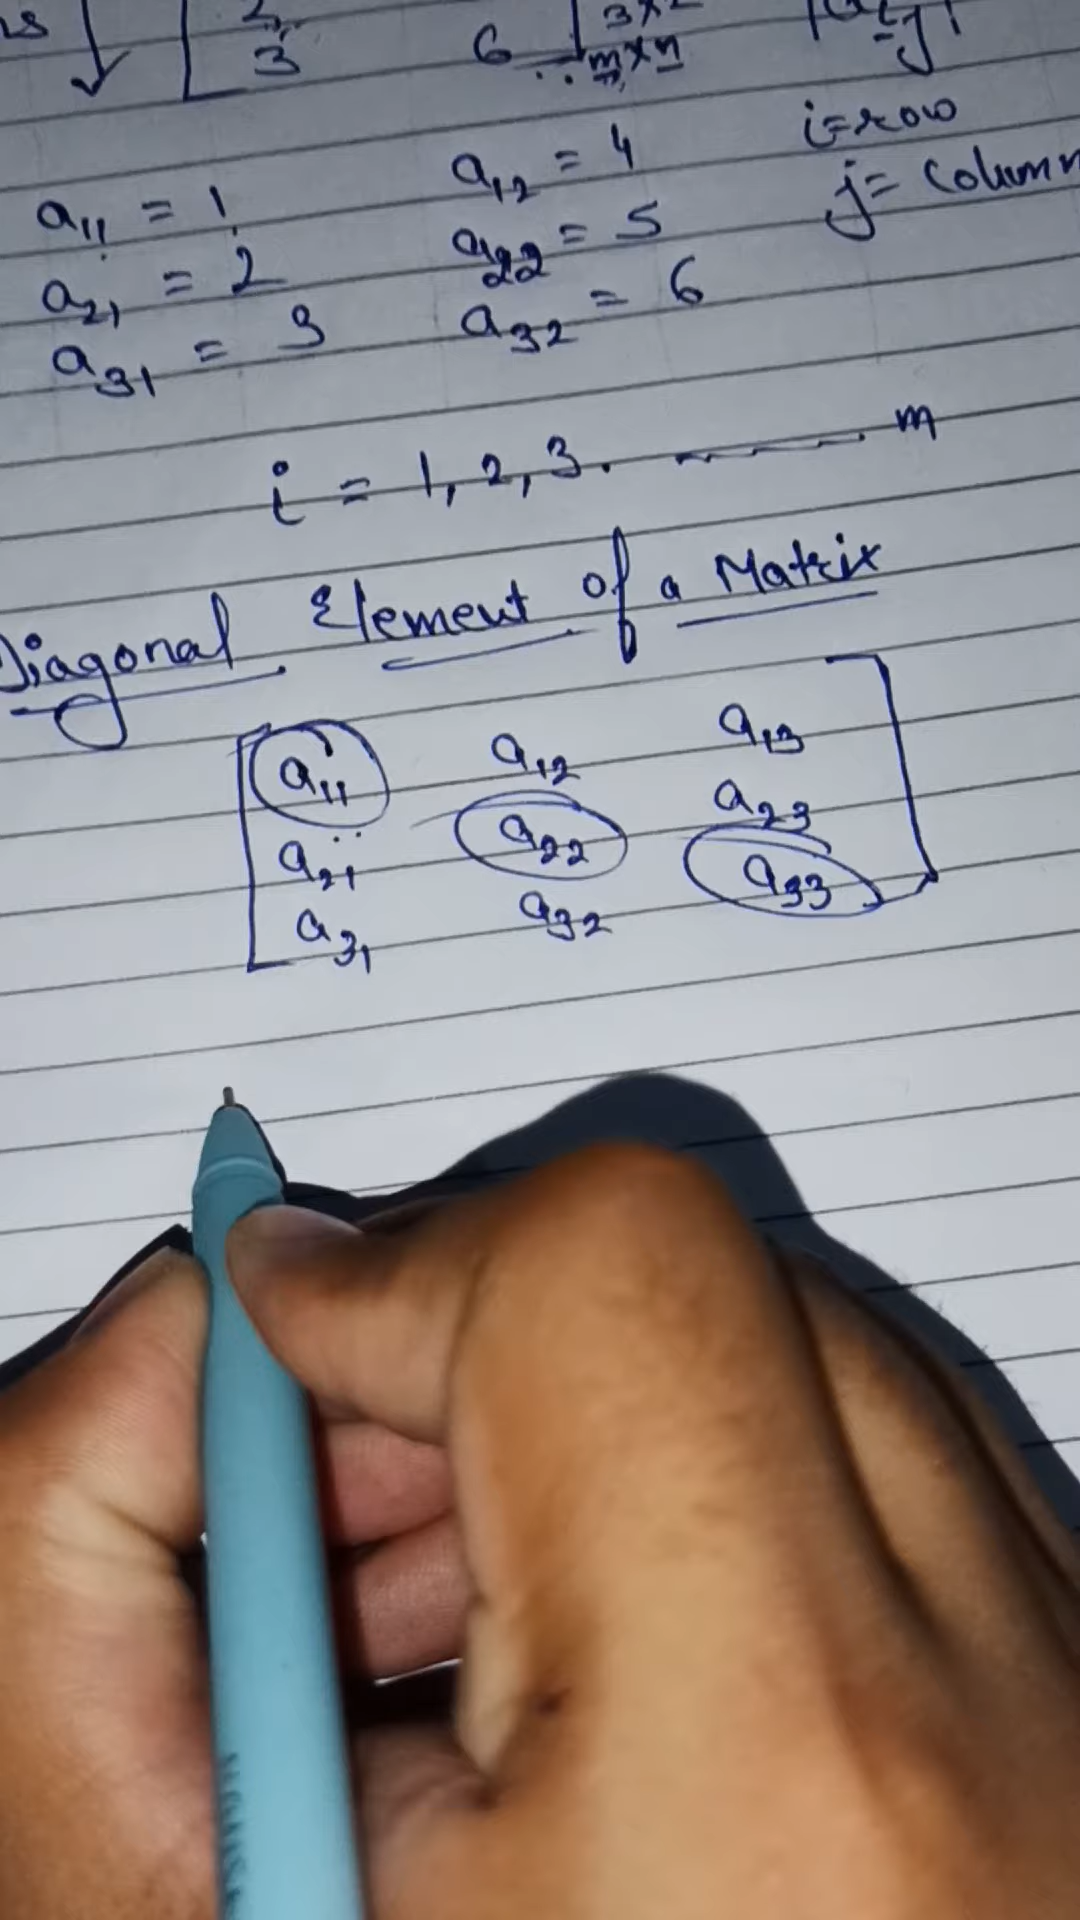 3 6 3×2
∴ m×n
i=row
j= Column
a11 = 1 a12 = 4
a21 = 2 a22 = 5
a31 = 3 a32 = 6
i = 1, 2, 3. ——— . m
Diagonal Element of a Matrix
a11 a12 a13
a21 a22 a23
a31 a32 a33